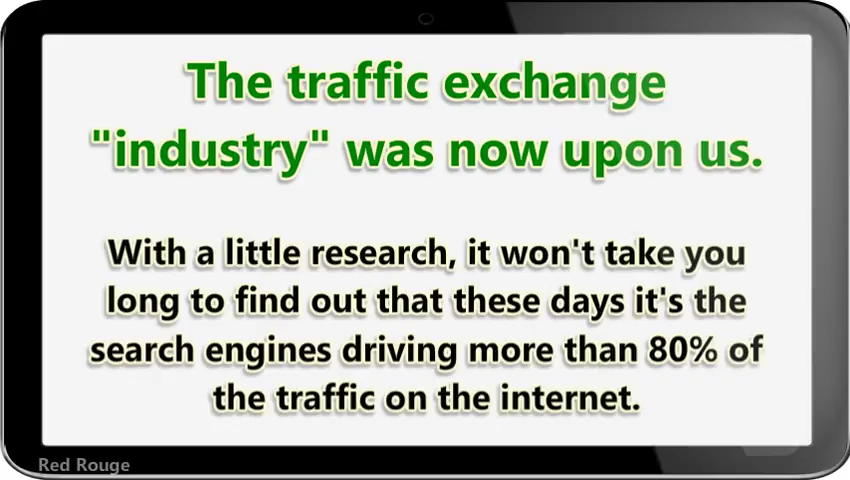 The traffic exchange
"industry" was now upon us.
With a little research, it won't take you
long to find out that these days it's the
search engines driving more than 80% of
the traffic on the internet.
Red Rouge